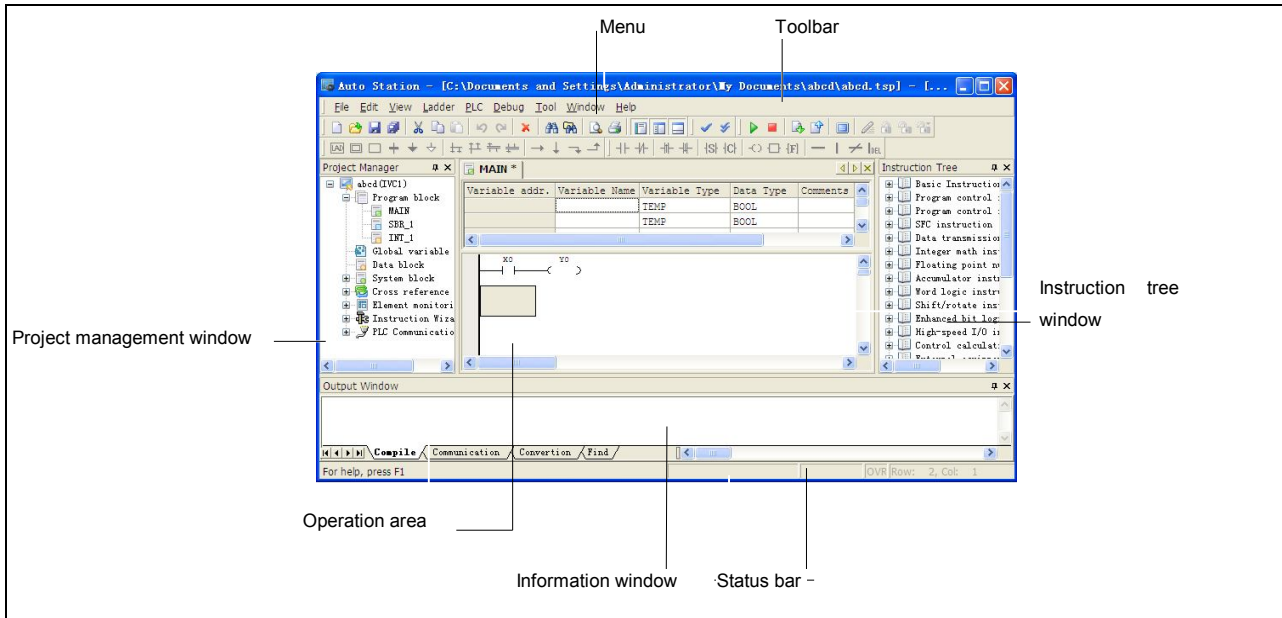 Menu
Toolbar
Auto Station - [C:\Documents and Settings\Administrator\My Documents\abcd\abcd.tsp] - [...
File Edit View Ladder PLC Debug Tool Window Help
Project Manager
MAIN *
Instruction Tree
abcd(IVC1)
Program block
MAIN
SBR_1
INT_1
Global variable
Data block
System block
Cross reference
Element monitori
Instruction Wiza
PLC Communicatio
Variable addr. Variable Name Variable Type Data Type Comments
TEMP BOOL
TEMP BOOL
X0 Y0
Basic Instruction
Program control
Program control
SFC instruction
Data transmission
Integer math ins
Floating point n
Accumulator inst
Word logic instr
Shift/rotate ins
Enhanced bit log
High-speed I/O i
Control calculat
Instruction tree
window
Project management window
Output Window
Compile Communication Convertion Find
For help, press F1
OVR Row: 2, Col: 1
Operation area
Information window
Status bar